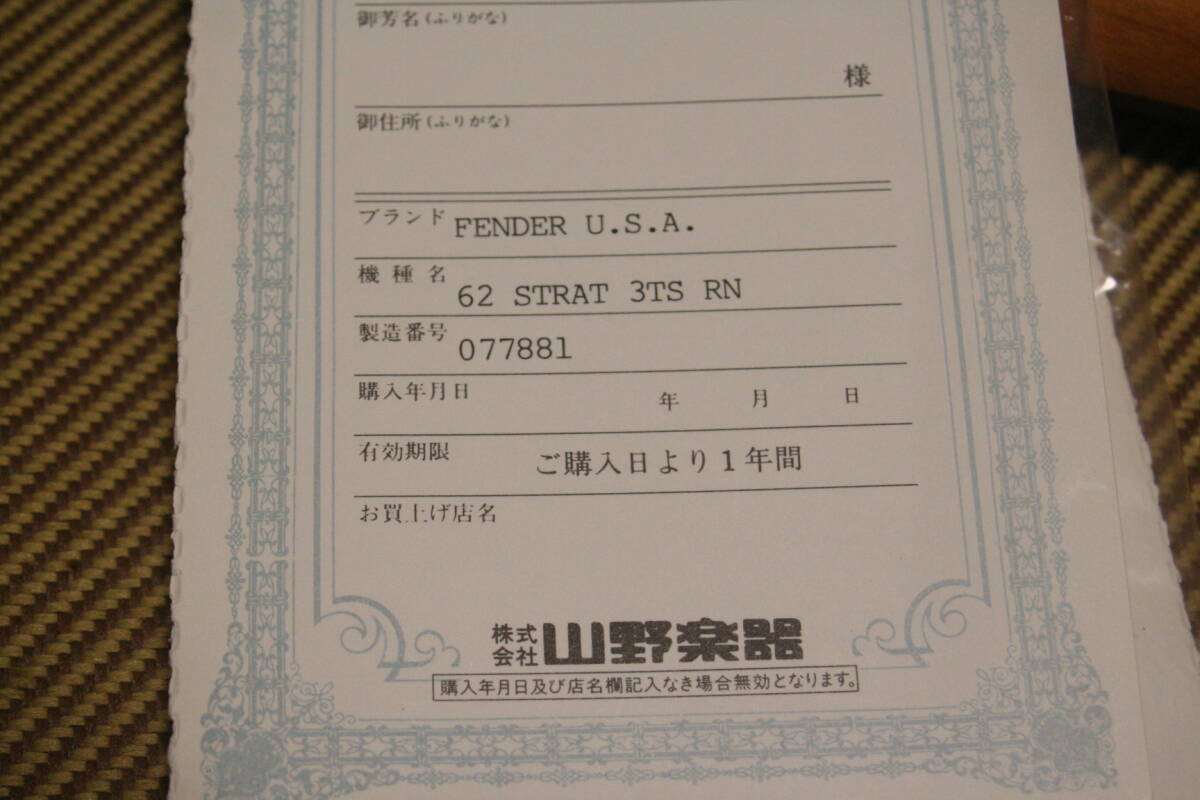 御芳名(ふりがな)
様
御住所(ふりがな)
ブランド FENDER U.S.A.
機種名 62 STRAT 3TS RN
製造番号 077881
購入年月日 年 月 日
有効期限 ご購入日より1年間
お買上げ店名
株式会社 山野楽器
購入年月日及び店名欄記入なき場合無効となります。